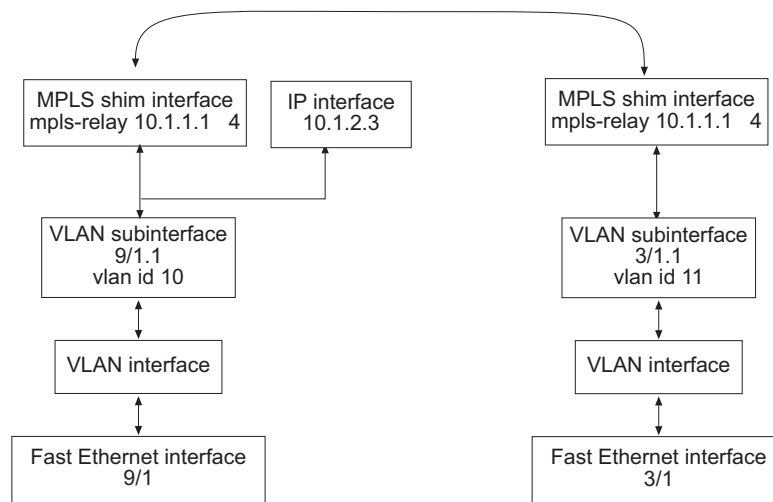 MPLS shim interface
mpls-relay 10.1.1.1 4
IP interface
10.1.2.3
MPLS shim interface
mpls-relay 10.1.1.1 4
VLAN subinterface
9/1.1
vlan id 10
VLAN subinterface
3/1.1
vlan id 11
VLAN interface
VLAN interface
Fast Ethernet interface
9/1
Fast Ethernet interface
3/1